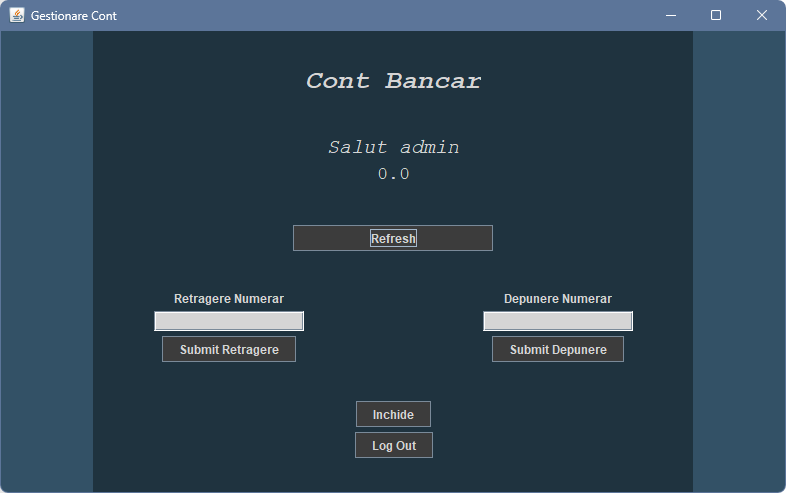 Gestionare Cont
Cont Bancar
Salut admin
0.0
Refresh
Retragere Numerar
Depunere Numerar
Submit Retragere
Submit Depunere
Inchide
Log Out